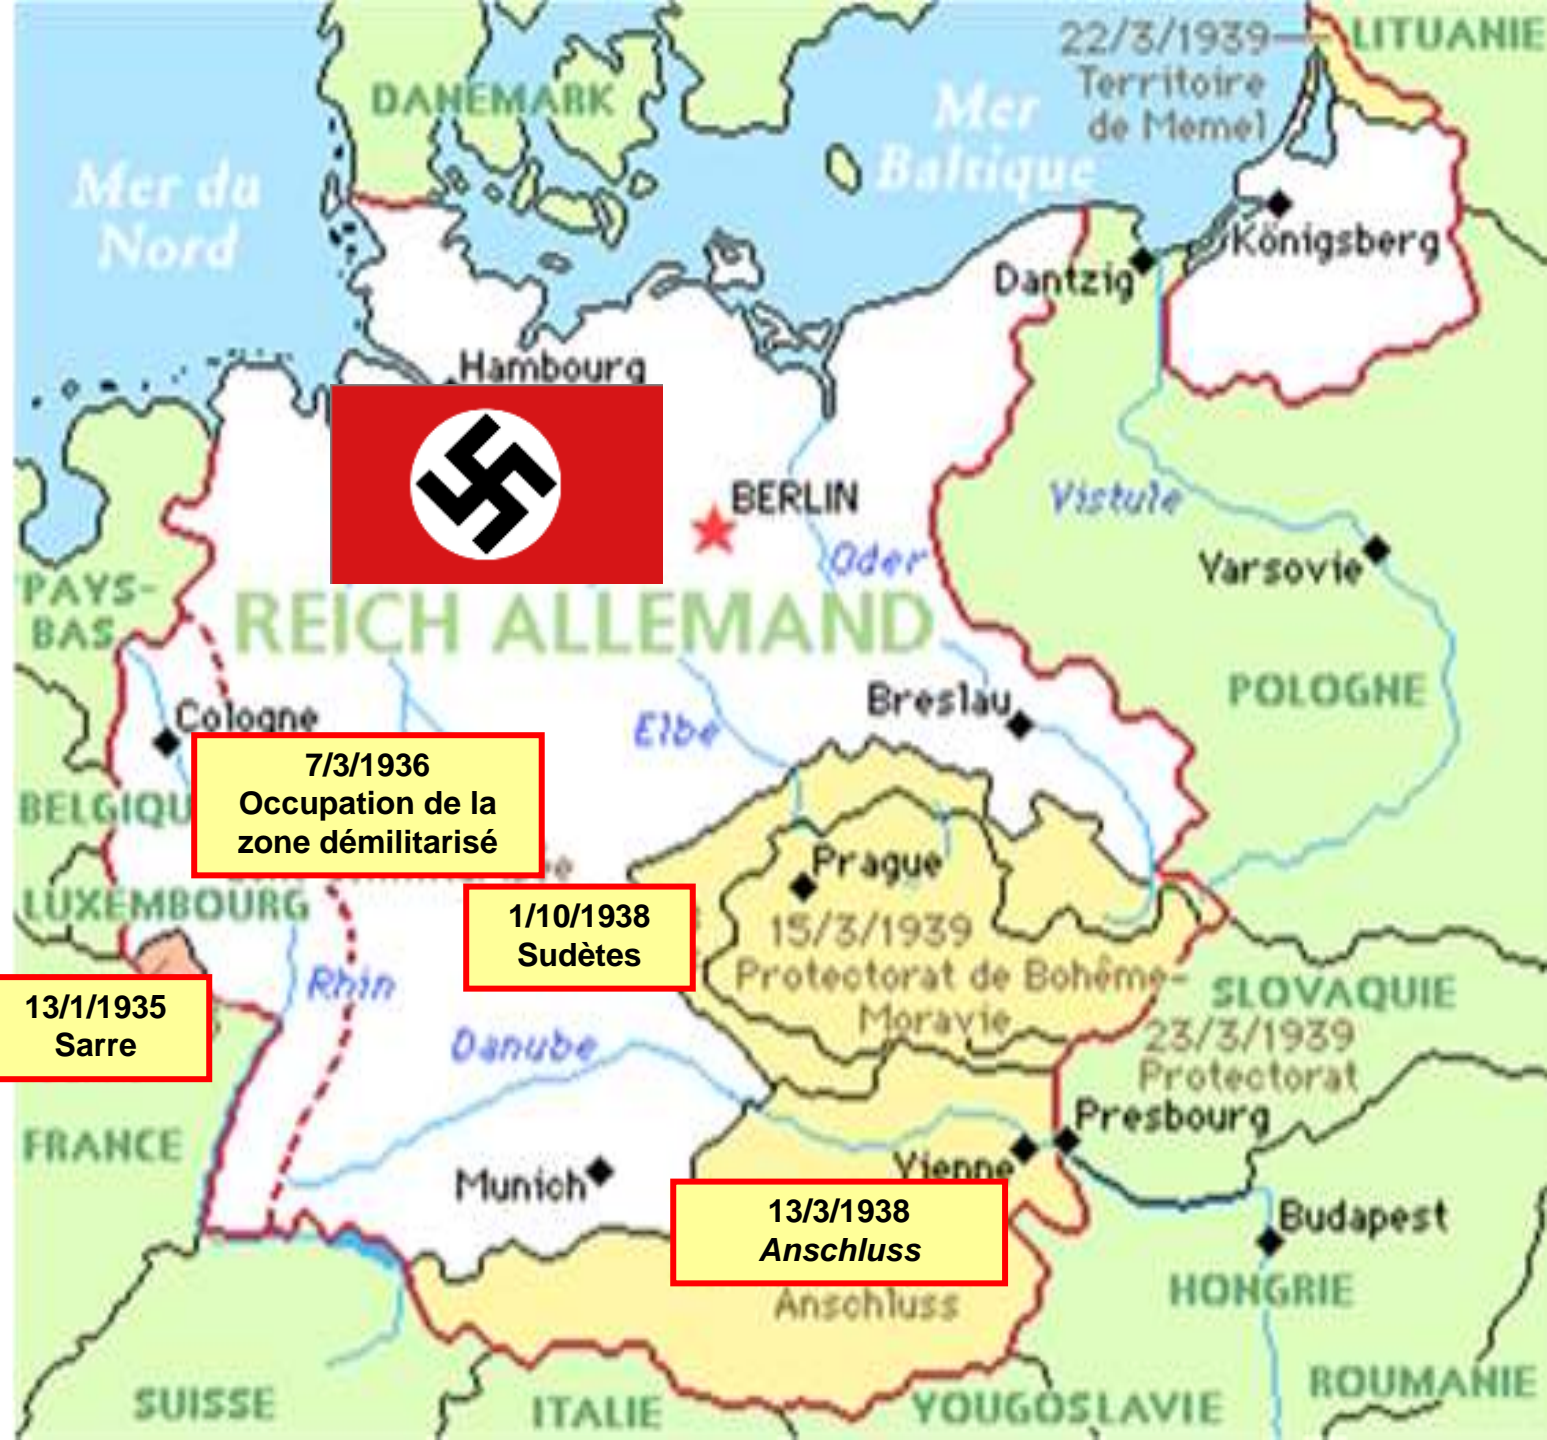 22/3/1939
Territoire
de Memel
LITUANIE
DANEMARK
Mer
Baltique
Mer du
Nord
Königsberg
Dantzig
Hambourg
BERLIN
Vistule
Varsovie
Oder
PAYS-
BAS
REICH ALLEMAND
POLOGNE
Breslau
Elbe
Cologne
7/3/1936
Occupation de la
zone démilitarisé
BELGIQU
LUXEMBOURG
Prague
1/10/1938
Sudètes
15/3/1939
Protectorat de Bohême-
Moravie
SLOVAQUIE
23/3/1939
Protectorat
Rhin
13/1/1935
Sarre
Danube
Presbourg
FRANCE
Munich
Vienne
13/3/1938
Anschluss
Anschluss
Budapest
HONGRIE
SUISSE
ITALIE
YOUGOSLAVIE
ROUMANIE